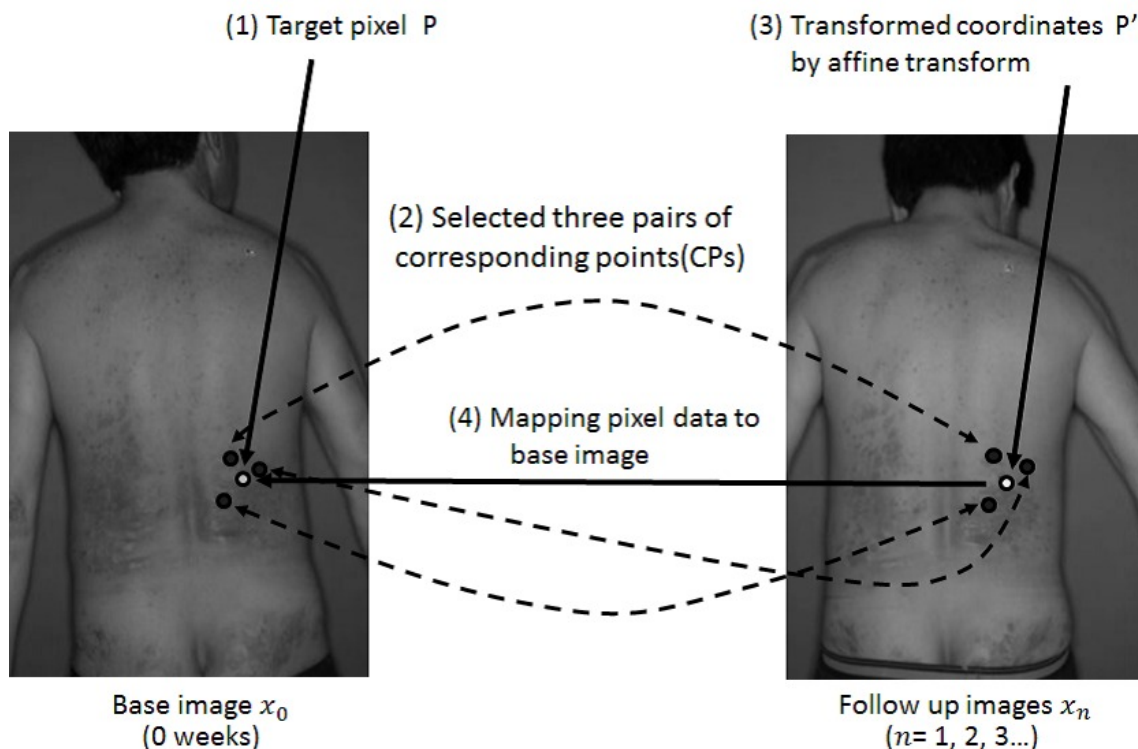 (1) Target pixel P
(3) Transformed coordinates P'
by affine transform
(2) Selected three pairs of
corresponding points(CPs)
(4) Mapping pixel data to
base image
Base image x₀
(0 weeks)
Follow up images xₙ
(n= 1, 2, 3…)